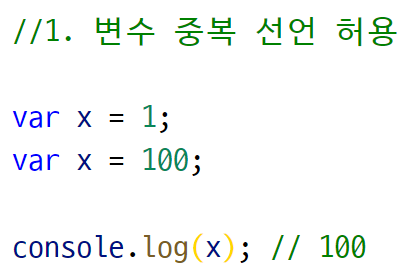 //1. 변수 중복 선언 허용
var x = 1;
var x = 100;
console.log(x); // 100